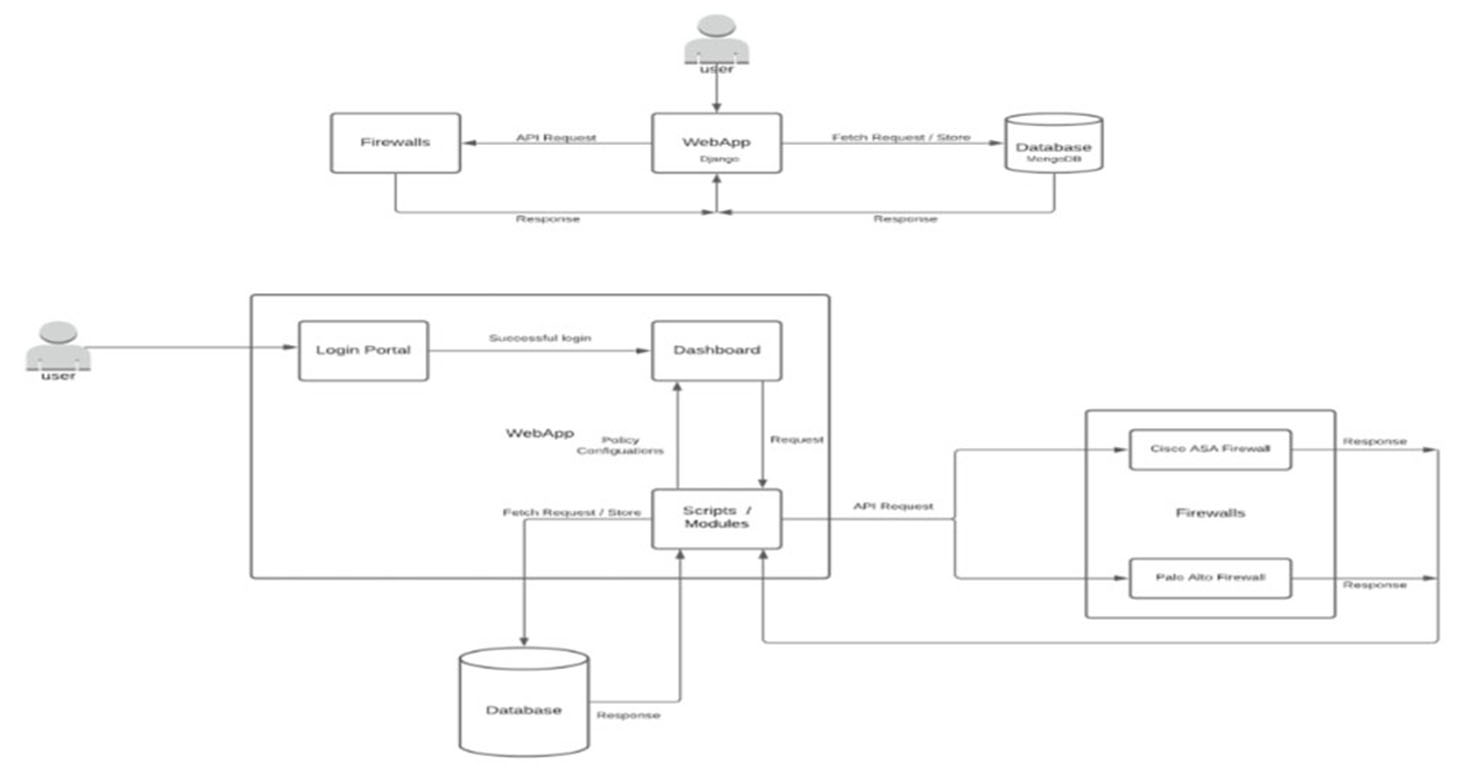 user
Firewalls
API Request
WebApp
Django
Fetch Request / Store
Database
MongoDB
Response
Response
user
Login Portal
Successful login
Dashboard
WebApp
Policy
Configuations
Request
Fetch Request / Store
Scripts /
Modules
API Request
Cisco ASA Firewall
Response
Firewalls
Palo Alto Firewall
Response
Database
Response